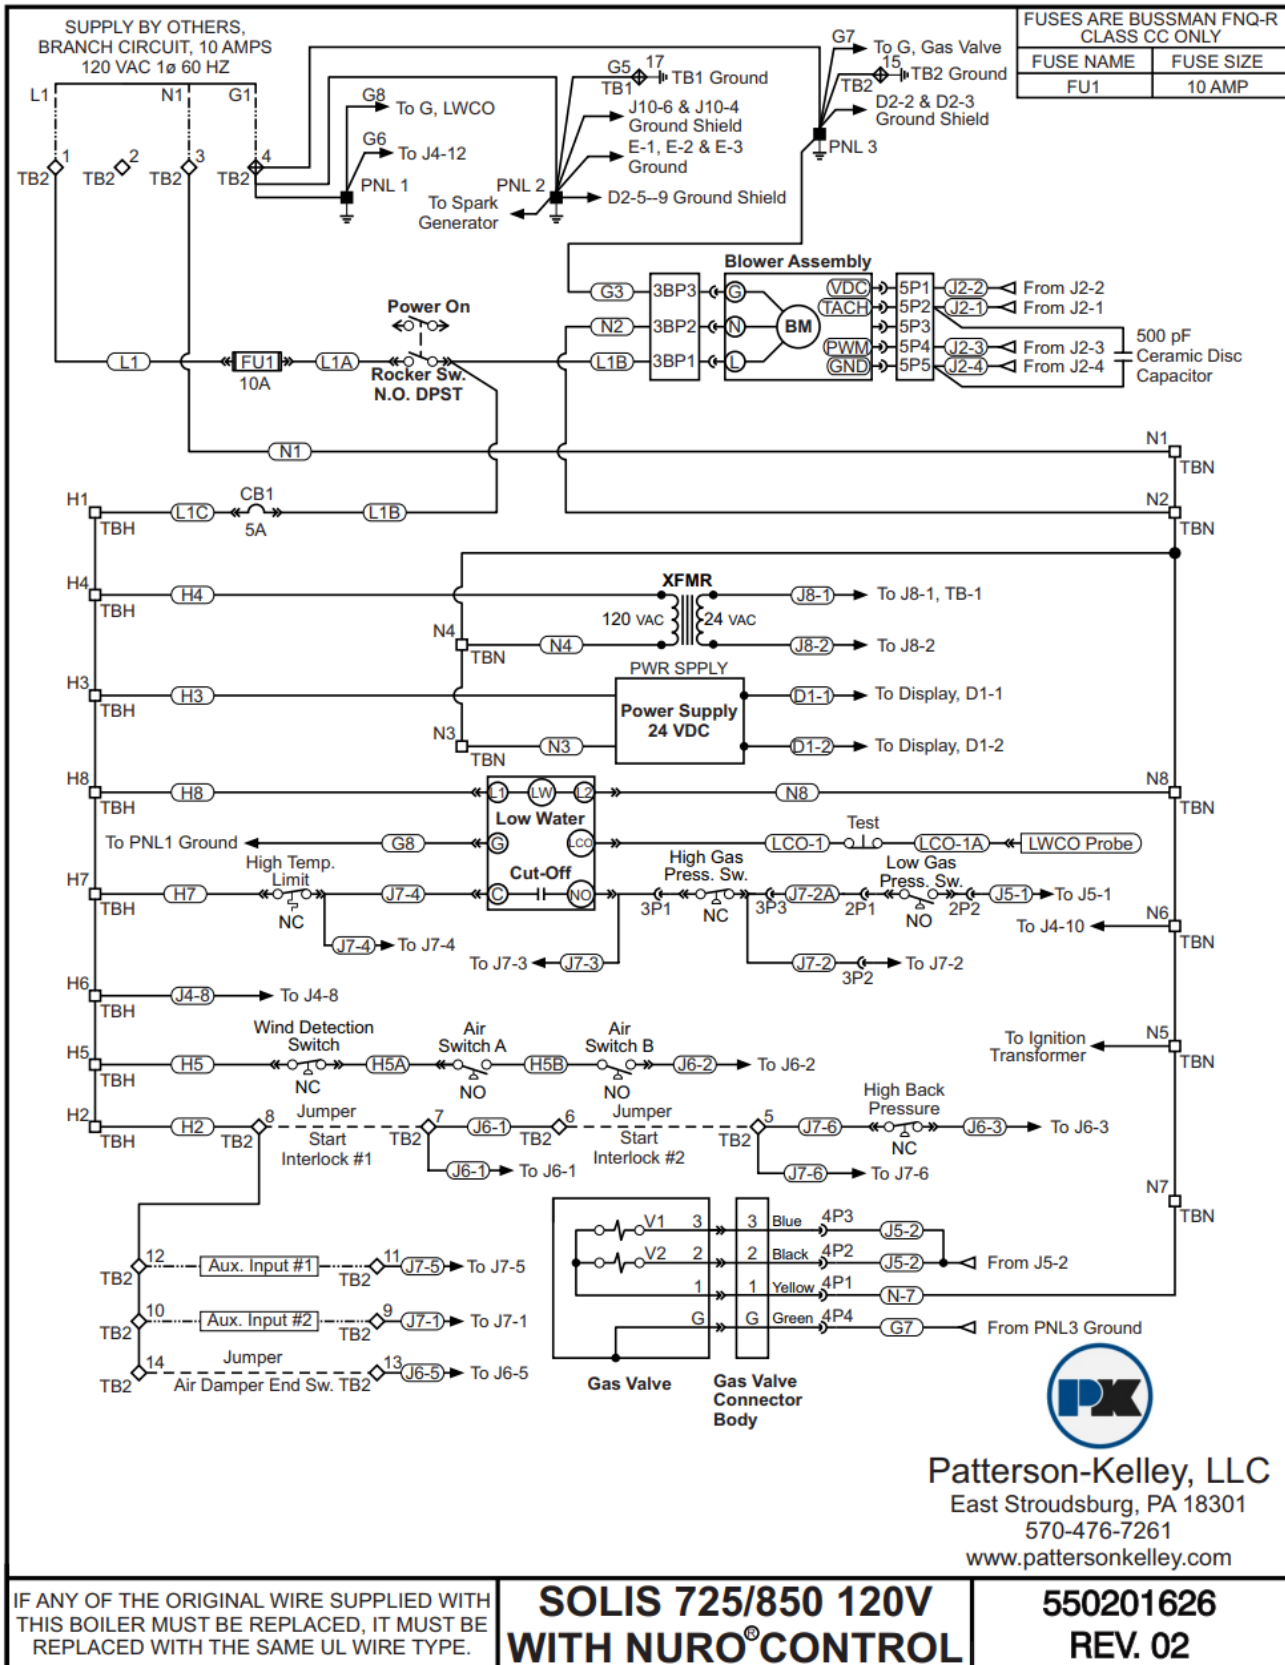 SUPPLY BY OTHERS,
BRANCH CIRCUIT, 10 AMPS
120 VAC 1ø 60 HZ
L1
N1
G1
1
2
3
4
TB2
TB2
TB2
TB2
G8
To G, LWCO
G6
To J4-12
PNL 1
PNL 2
To Spark
Generator
G5
17
TB1
TB1 Ground
J10-6 & J10-4
Ground Shield
E-1, E-2 & E-3
Ground
D2-5--9 Ground Shield
G7
To G, Gas Valve
15
TB2
TB2 Ground
D2-2 & D2-3
Ground Shield
PNL 3
FUSES ARE BUSSMAN FNQ-R
CLASS CC ONLY
FUSE NAME
FUSE SIZE
FU1
10 AMP
Blower Assembly
G3
3BP3
G
VDC
5P1
J2-2
From J2-2
TACH
5P2
J2-1
From J2-1
N2
3BP2
N
BM
5P3
PWM
5P4
J2-3
From J2-3
L1B
3BP1
L
GND
5P5
J2-4
From J2-4
500 pF
Ceramic Disc
Capacitor
Power On
L1
FU1
10A
L1A
Rocker Sw.
N.O. DPST
N1
N1
TBN
H1
TBH
L1C
CB1
5A
L1B
N2
TBN
H4
TBH
H4
XFMR
120 VAC
24 VAC
J8-1
To J8-1, TB-1
N4
TBN
N4
J8-2
To J8-2
H3
TBH
H3
PWR SPPLY
Power Supply
24 VDC
D1-1
To Display, D1-1
N3
TBN
N3
D1-2
To Display, D1-2
H8
TBH
H8
L1
LW
L2
N8
N8
TBN
Low Water
To PNL1 Ground
G8
G
LCO
LCO-1
Test
LCO-1A
LWCO Probe
Cut-Off
H7
TBH
H7
High Temp.
Limit
NC
J7-4
C
NO
3P1
High Gas
Press. Sw.
NC
3P3
J7-2A
2P1
Low Gas
Press. Sw.
NO
2P2
J5-1
To J5-1
J7-4
To J7-4
To J7-3
J7-3
J7-2
3P2
To J7-2
To J4-10
N6
TBN
H6
TBH
J4-8
To J4-8
H5
TBH
H5
Wind Detection
Switch
NC
H5A
Air
Switch A
NO
H5B
Air
Switch B
NO
J6-2
To J6-2
To Ignition
Transformer
N5
TBN
H2
TBH
H2
8
TB2
Jumper
Start
Interlock #1
7
TB2
J6-1
6
TB2
Jumper
Start
Interlock #2
5
TB2
J7-6
High Back
Pressure
NC
J6-3
To J6-3
J6-1
To J6-1
J7-6
To J7-6
N7
TBN
12
TB2
Aux. Input #1
11
TB2
J7-5
To J7-5
10
TB2
Aux. Input #2
9
TB2
J7-1
To J7-1
14
TB2
Jumper
Air Damper End Sw.
13
TB2
J6-5
To J6-5
V1
3
3
Blue
4P3
J5-2
V2
2
2
Black
4P2
J5-2
From J5-2
1
1
Yellow
4P1
N-7
G
G
Green
4P4
G7
From PNL3 Ground
Gas Valve
Gas Valve
Connector
Body
PK
Patterson-Kelley, LLC
East Stroudsburg, PA 18301
570-476-7261
www.pattersonkelley.com
IF ANY OF THE ORIGINAL WIRE SUPPLIED WITH
THIS BOILER MUST BE REPLACED, IT MUST BE
REPLACED WITH THE SAME UL WIRE TYPE.
SOLIS 725/850 120V
WITH NURO® CONTROL
550201626
REV. 02